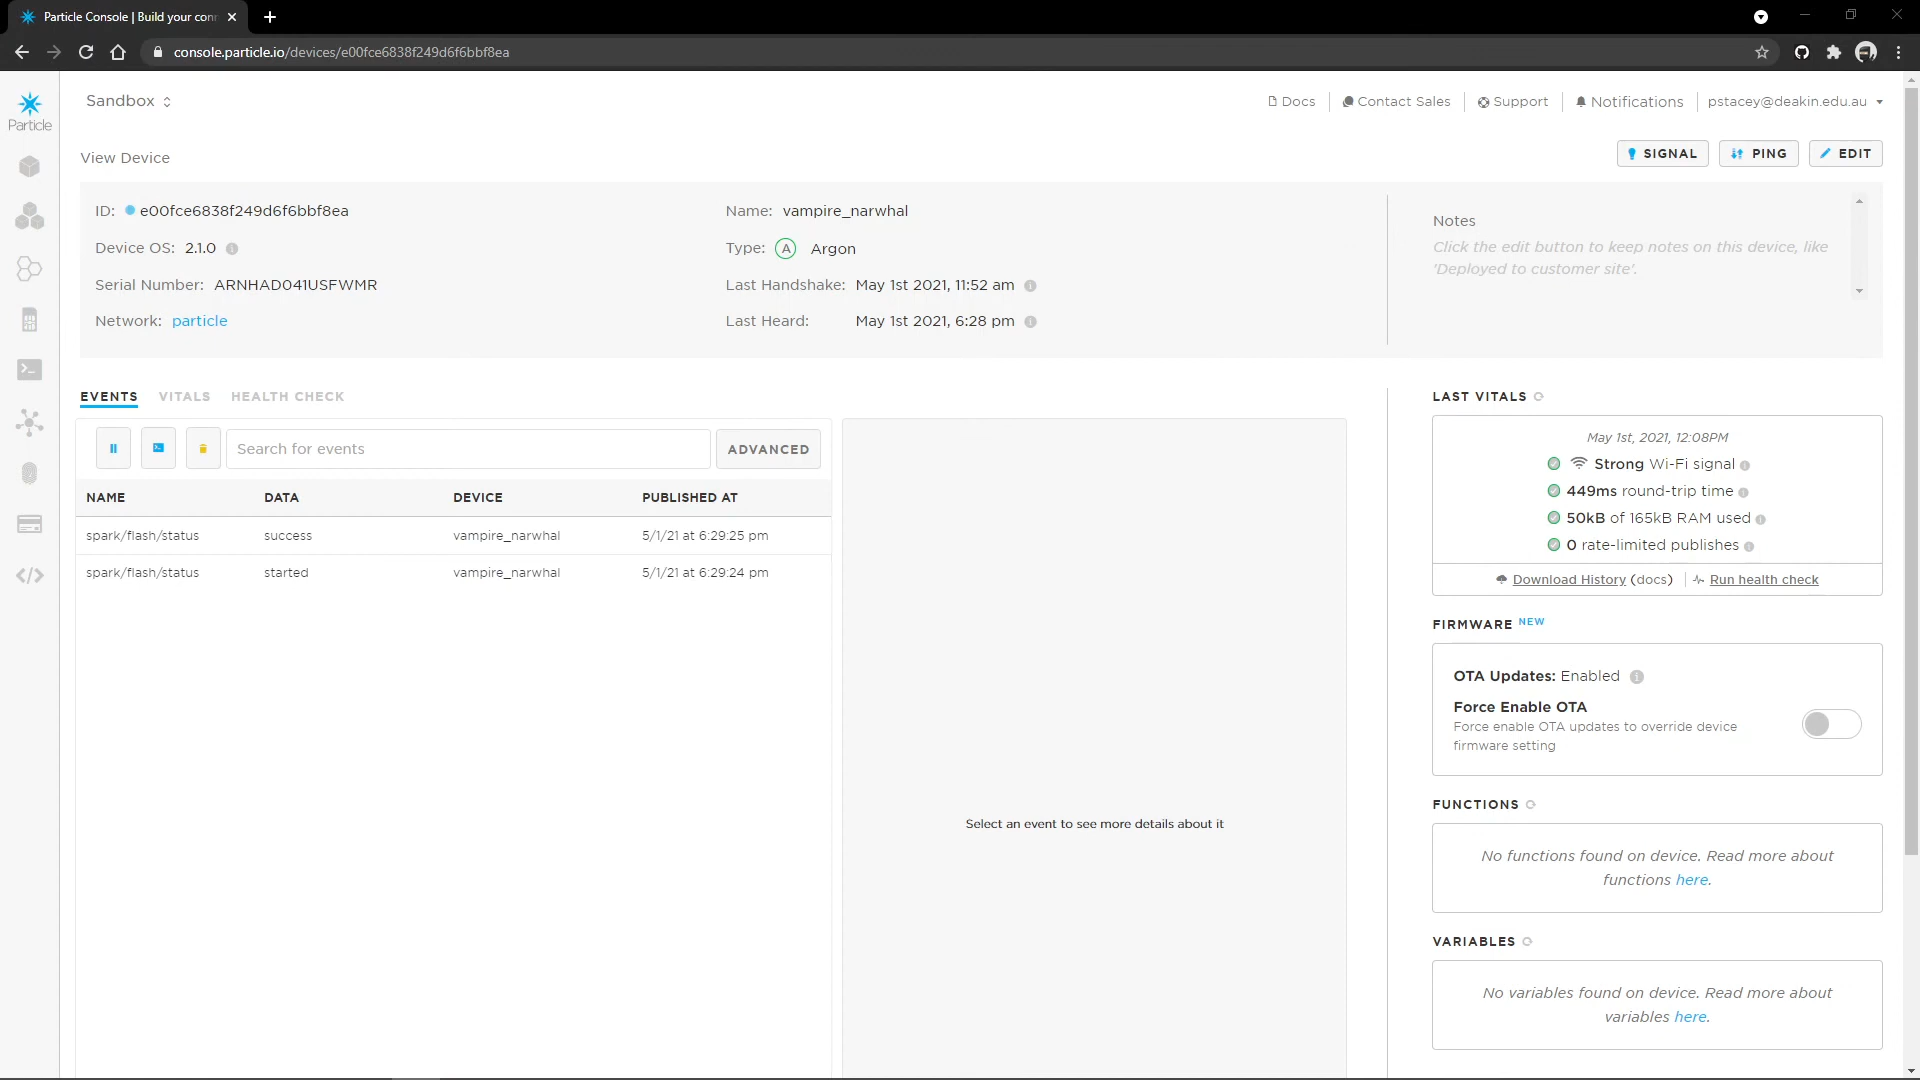 Particle Console | Build your conn
console.particle.io/devices/e00fce6838f249d6f6bbf8ea
Particle
Sandbox
Docs
Contact Sales
Support
Notifications
pstacey@deakin.edu.au
View Device
SIGNAL
PING
EDIT
ID: e00fce6838f249d6f6bbf8ea
Name: vampire_narwhal
Notes
Click the edit button to keep notes on this device, like
'Deployed to customer site'.
Device OS: 2.1.0
Type: A Argon
Serial Number: ARNHAD041USFWMR
Last Handshake: May 1st 2021, 11:52 am
Network: particle
Last Heard: May 1st 2021, 6:28 pm
EVENTS
VITALS
HEALTH CHECK
Search for events
ADVANCED
NAME DATA DEVICE PUBLISHED AT
spark/flash/status success vampire_narwhal 5/1/21 at 6:29:25 pm
spark/flash/status started vampire_narwhal 5/1/21 at 6:29:24 pm
Select an event to see more details about it
LAST VITALS
May 1st, 2021, 12:08PM
Strong Wi-Fi signal
449ms round-trip time
50kB of 165kB RAM used
0 rate-limited publishes
Download History (docs)
Run health check
FIRMWARE NEW
OTA Updates: Enabled
Force Enable OTA
Force enable OTA updates to override device
firmware setting
FUNCTIONS
No functions found on device. Read more about
functions here.
VARIABLES
No variables found on device. Read more about
variables here.